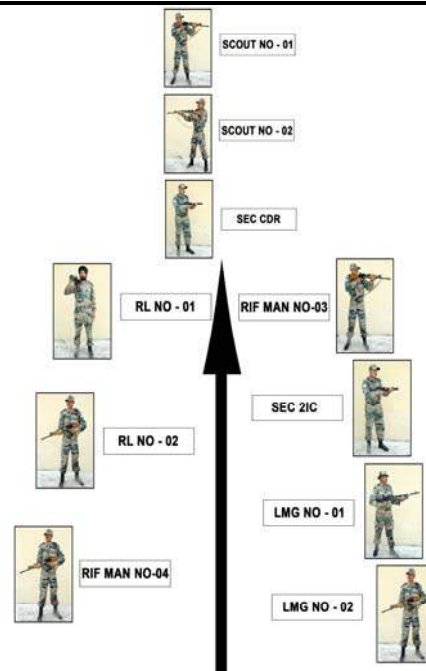 SCOUT NO - 01
SCOUT NO - 02
SEC CDR
RL NO - 01
RIF MAN NO-03
SEC 2IC
RL NO - 02
LMG NO - 01
RIF MAN NO-04
LMG NO - 02